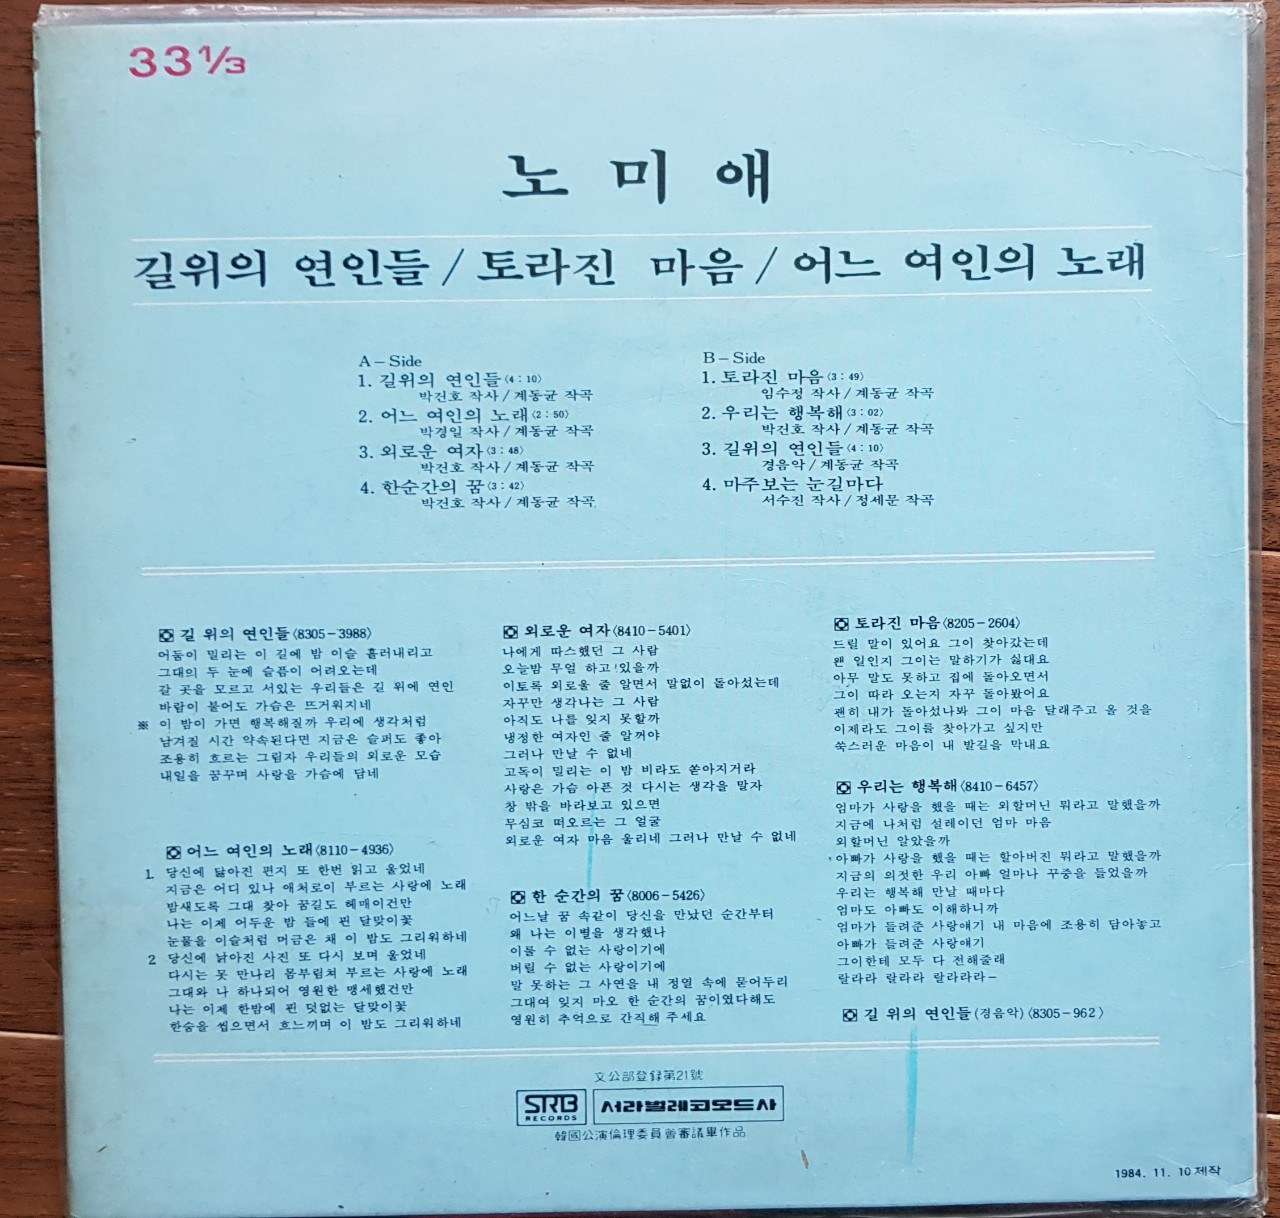 33⅓
노 미 애
길위의 연인들 / 토라진 마음 / 어느 여인의 노래
A－Side
1. 길위의 연인들〈4：10〉
박건호 작사 / 계동균 작곡
2. 어느 여인의 노래〈2：50〉
박경일 작사 / 계동균 작곡
3. 외로운 여자〈3：48〉
박건호 작사 / 계동균 작곡
4. 한순간의 꿈〈3：42〉
박건호 작사 / 계동균 작곡
B－Side
1. 토라진 마음〈3：49〉
임수정 작사 / 계동균 작곡
2. 우리는 행복해〈3：02〉
박건호 작사 / 계동균 작곡
3. 길위의 연인들〈4：10〉
경음악 / 계동균 작곡
4. 마주보는 눈길마다
서수진 작사 / 정세문 작곡
길 위의 연인들〈8305－3988〉
어둠이 밀리는 이 길에 밤 이슬 흘러내리고
그대의 두 눈에 슬픔이 어려오는데
갈 곳을 모르고 서있는 우리들은 길 위에 연인
바람이 불어도 가슴은 뜨거워지네
※ 이 밤이 가면 행복해질까 우리에 생각처럼
남겨질 시간 약속된다면 지금은 슬퍼도 좋아
조용히 흐르는 그림자 우리들의 외로운 모습
내일을 꿈꾸며 사랑을 가슴에 담네
어느 여인의 노래〈8110－4936〉
1. 당신에 닳아진 편지 또 한번 읽고 울었네
지금은 어디 있나 애처로이 부르는 사랑에 노래
밤새도록 그대 찾아 꿈길도 헤매이건만
나는 이제 어두운 밤 들에 핀 달맞이꽃
눈물을 이슬처럼 머금은 채 이 밤도 그리워하네
2 당신에 낡아진 사진 또 다시 보며 울었네
다시는 못 만나리 몸부림쳐 부르는 사랑에 노래
그대와 나 하나되어 영원한 맹세했건만
나는 이제 한밤에 핀 덧없는 달맞이꽃
한숨을 씹으면서 흐느끼며 이 밤도 그리워하네
외로운 여자〈8410－5401〉
나에게 따스했던 그 사람
오늘밤 무얼 하고 있을까
이토록 외로울 줄 알면서 말없이 돌아섰는데
자꾸만 생각나는 그 사람
아직도 나를 잊지 못할까
냉정한 여자인 줄 알꺼야
그러나 만날 수 없네
고독이 밀리는 이 밤 비라도 쏟아지거라
사랑은 가슴 아픈 것 다시는 생각을 말자
창 밖을 바라보고 있으면
무심코 떠오르는 그 얼굴
외로운 여자 마음 울리네 그러나 만날 수 없네
한 순간의 꿈〈8006－5426〉
어느날 꿈 속같이 당신을 만났던 순간부터
왜 나는 이별을 생각했나
이룰 수 없는 사랑이기에
버릴 수 없는 사랑이기에
말 못하는 그 사연을 내 정열 속에 묻어두리
그대여 잊지 마오 한 순간의 꿈이였다해도
영원히 추억으로 간직해 주세요
토라진 마음〈8205－2604〉
드릴 말이 있어요 그이 찾아갔는데
왠 일인지 그이는 말하기가 싫대요
아무 말도 못하고 집에 돌아오면서
그이 따라 오는지 자꾸 돌아봤어요
괜히 내가 돌아섰나봐 그이 마음 달래주고 올 것을
이제라도 그이를 찾아가고 싶지만
쑥스러운 마음이 내 발길을 막내요
우리는 행복해〈8410－6457〉
엄마가 사랑을 했을 때는 외할머닌 뭐라고 말했을까
지금에 나처럼 설레이던 엄마 마음
외할머닌 알았을까
아빠가 사랑을 했을 때는 할아버진 뭐라고 말했을까
지금의 의젓한 우리 아빠 얼마나 꾸중을 들었을까
우리는 행복해 만날 때마다
엄마도 아빠도 이해하니까
엄마가 들려준 사랑얘기 내 마음에 조용히 담아놓고
아빠가 들려준 사랑얘기
그이한테 모두 다 전해줄래
랄라라 랄라라 랄라라라－
길 위의 연인들(경음악)〈8305－962〉
文公部登録第21號
SRB RECORDS 서라벌레코오드사
韓國公演倫理委員會審議畢作品
1984. 11. 10 제작